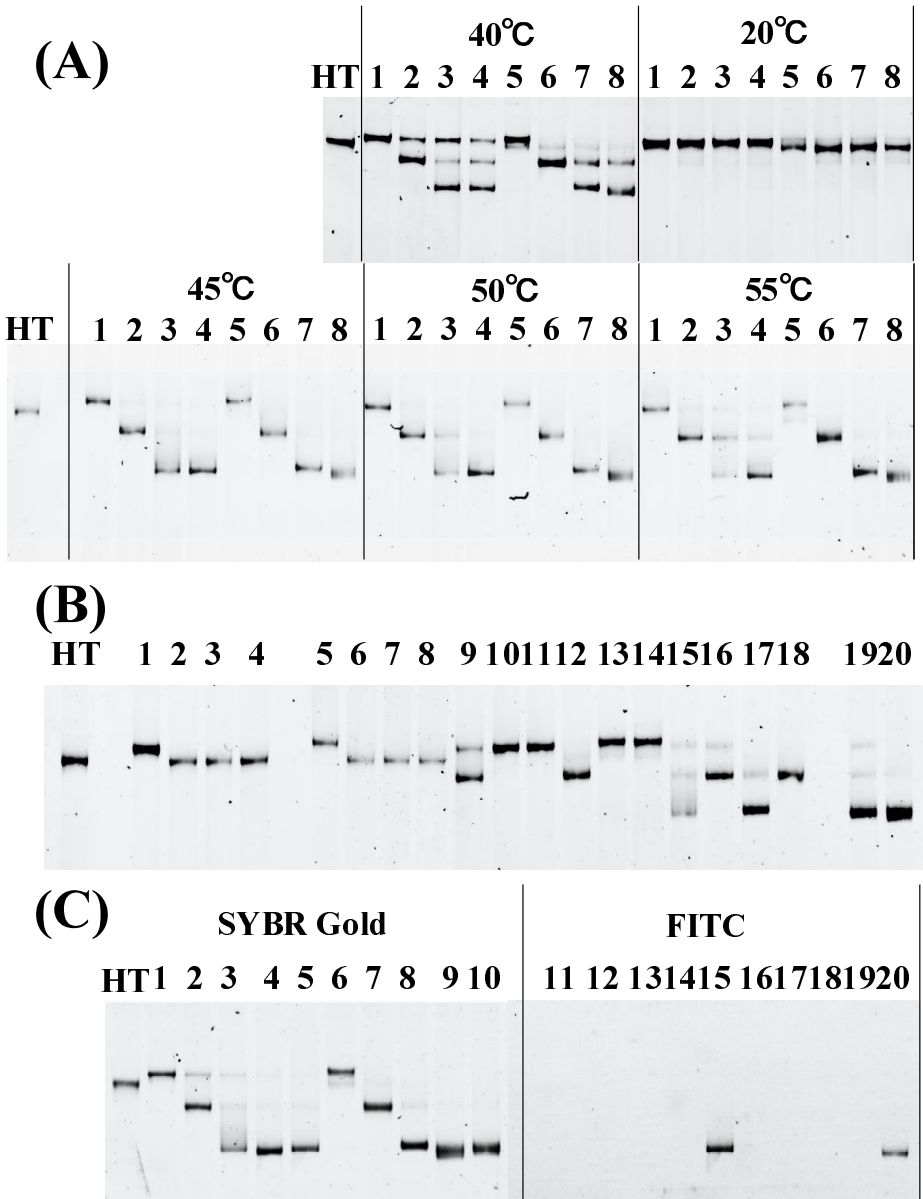 (A)
40℃ 20℃
HT 1 2 3 4 5 6 7 8 1 2 3 4 5 6 7 8
45℃ 50℃ 55℃
HT 1 2 3 4 5 6 7 8 1 2 3 4 5 6 7 8 1 2 3 4 5 6 7 8
(B)
HT 1 2 3 4 5 6 7 8 9 10 11 12 13 14 15 16 17 18 19 20
(C)
SYBR Gold FITC
HT 1 2 3 4 5 6 7 8 9 10 11 12 13 14 15 16 17 18 19 20